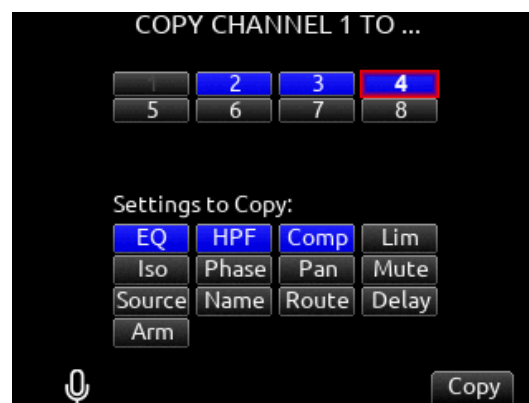 COPY CHANNEL 1 TO ...
1 2 3 4
5 6 7 8
Settings to Copy:
EQ HPF Comp Lim
Iso Phase Pan Mute
Source Name Route Delay
Arm
Copy